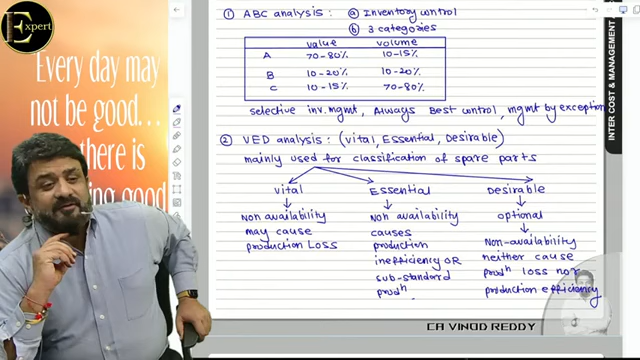 Expert
Every day may
not be good...
there is
ing good
① ABC analysis : ⓐ Inventory control
ⓑ 3 categories
value volume
A 70-80% 10-15%
B 10-20% 10-20%
C 10-15% 70-80%
selective inv. mgmt, Always Best control, mgmt by exception
② VED analysis : (vital, Essential, Desirable)
mainly used for classification of spare parts
Vital Essential Desirable
Non availability may cause production Loss
Non availability causes production inefficiency OR sub-standard prodⁿ
optional
Non-availability neither cause prodⁿ loss nor production efficiency
CA VINOD REDDY
INTER COST & MANAGEMENT